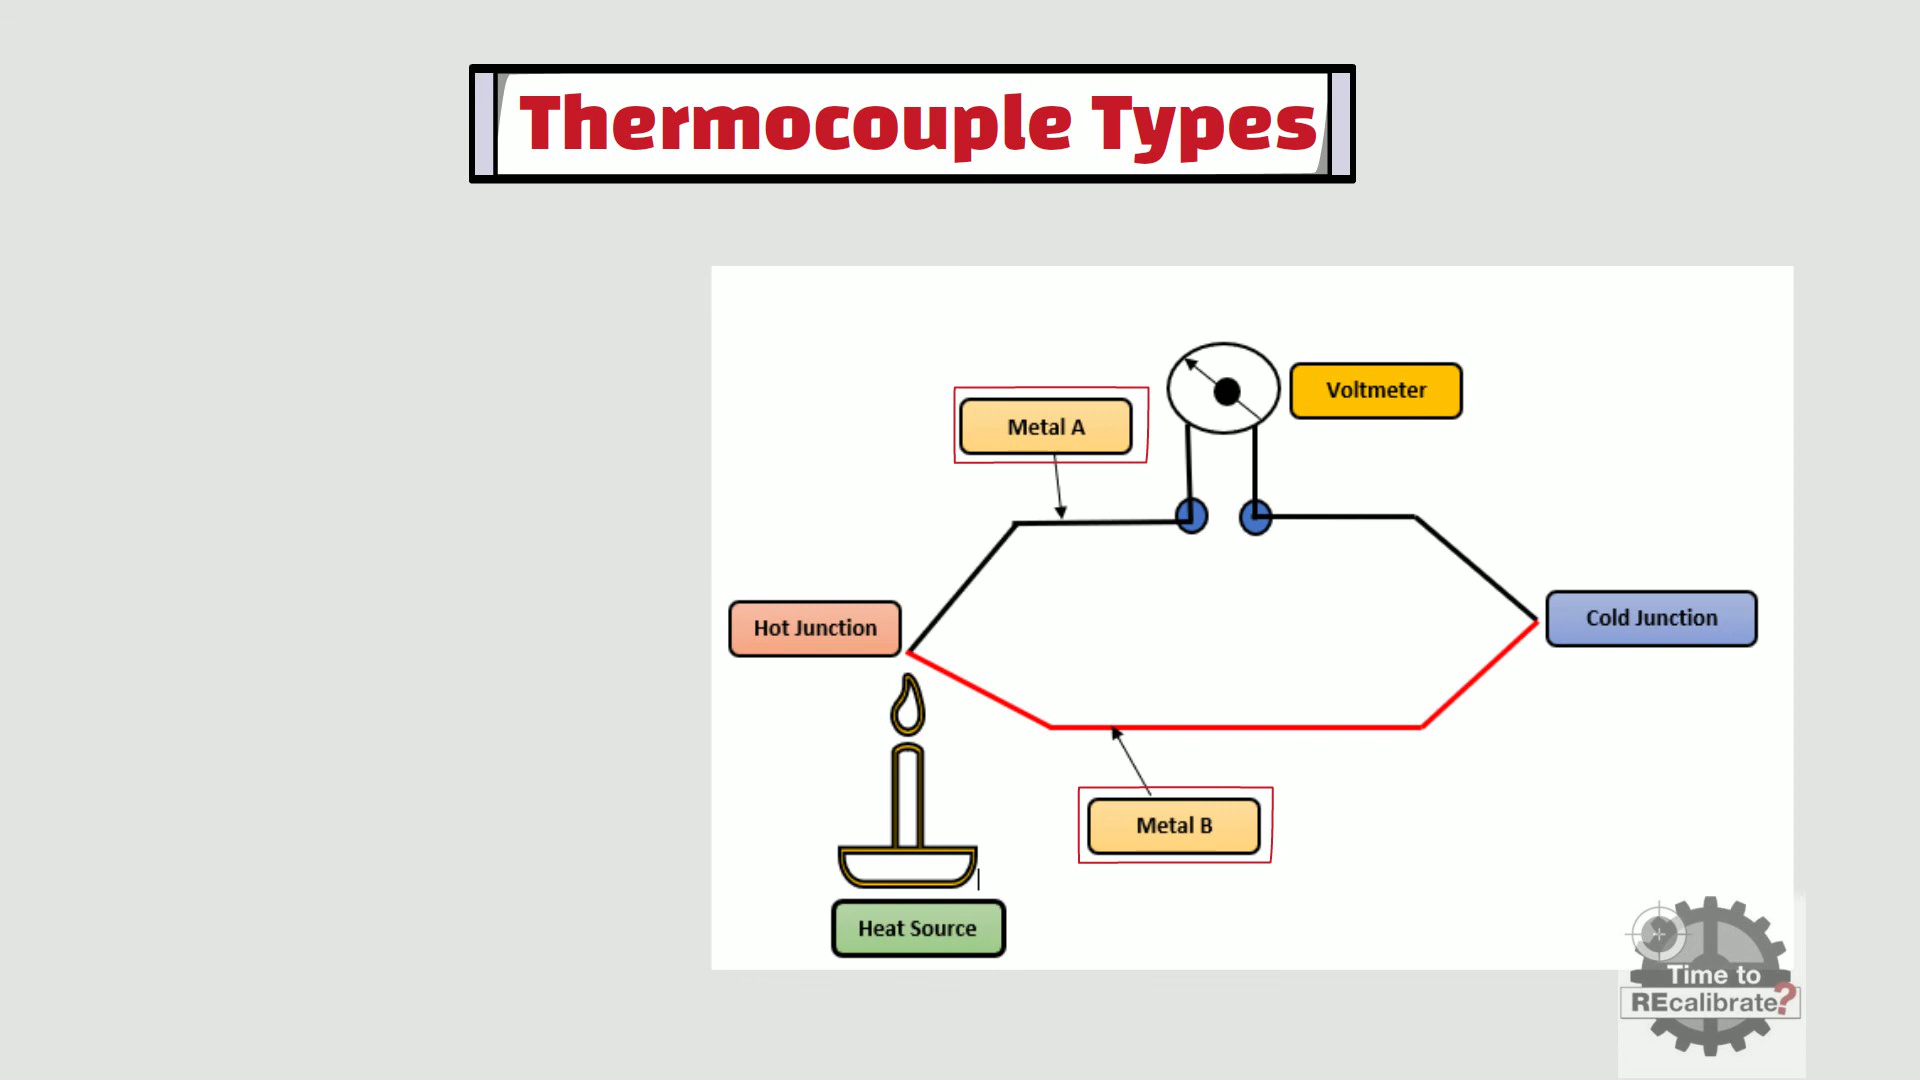 Thermocouple Types
Voltmeter
Metal A
Hot Junction
Cold Junction
Metal B
Heat Source
Time to
REcalibrate?